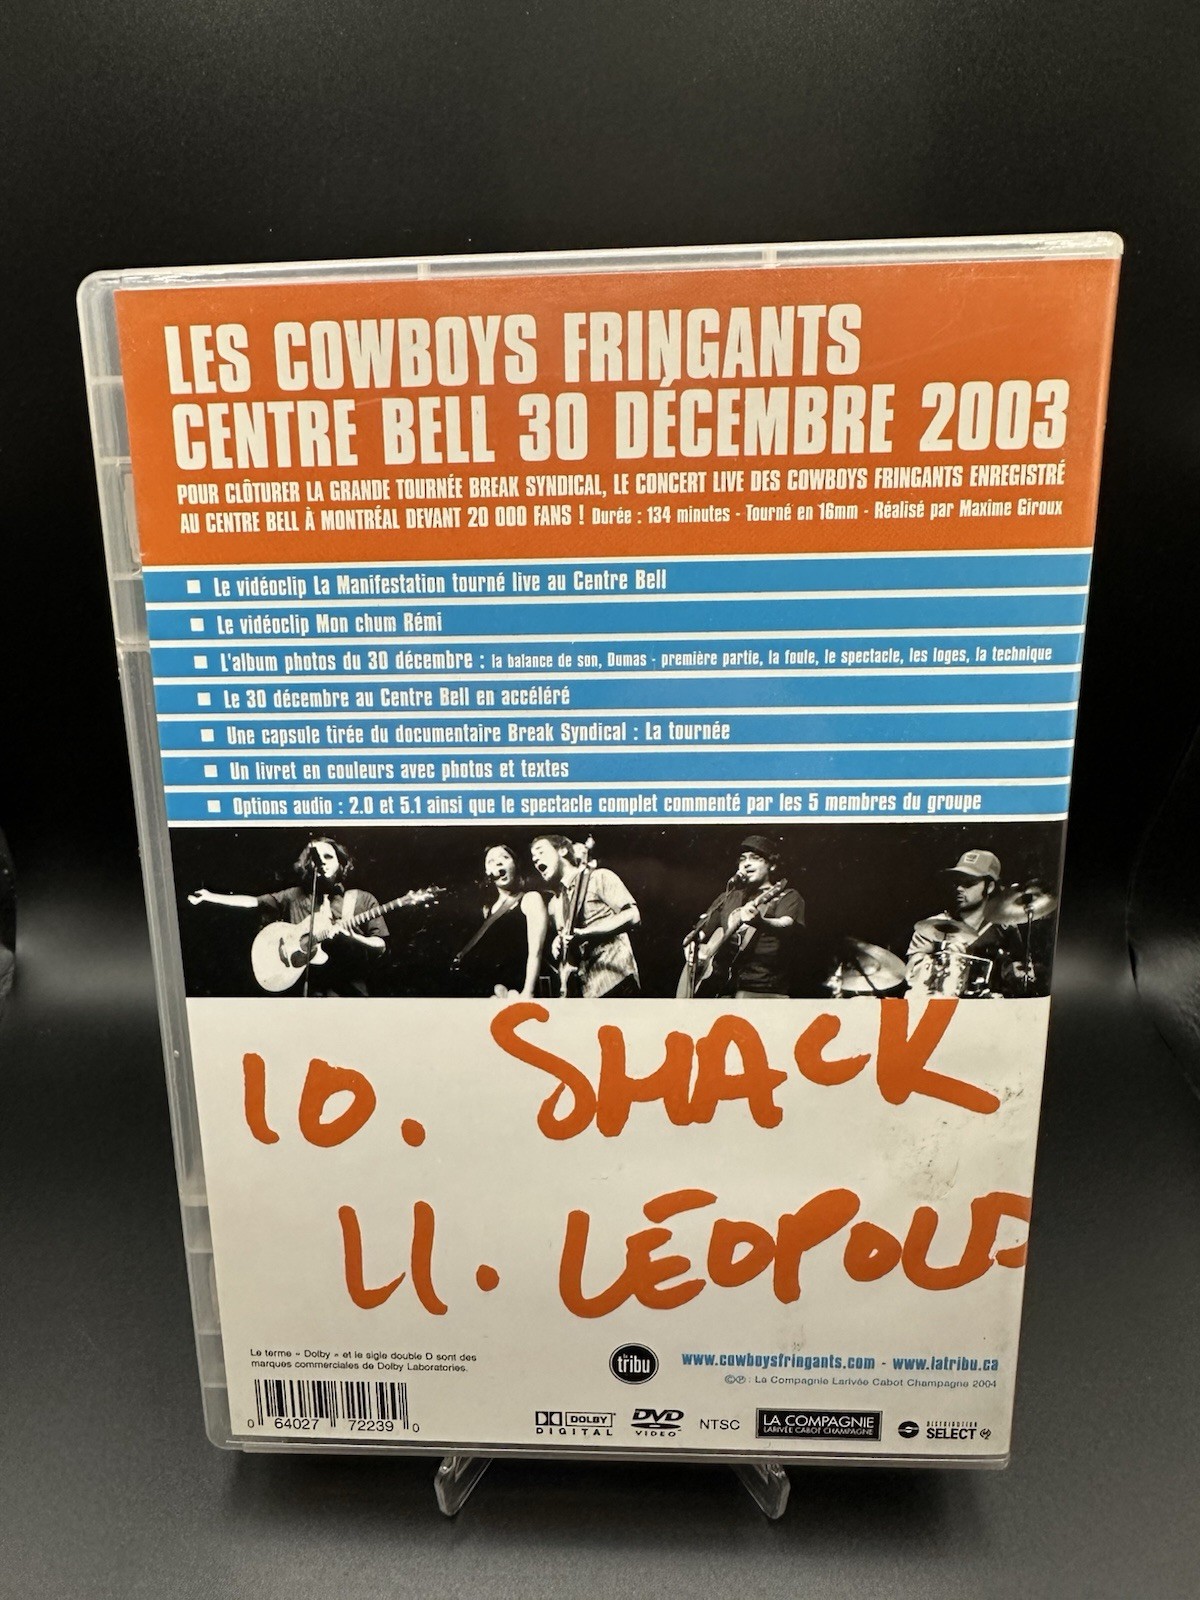 LES COWBOYS FRINGANTS
CENTRE BELL 30 DÉCEMBRE 2003
POUR CLÔTURER LA GRANDE TOURNÉE BREAK SYNDICAL, LE CONCERT LIVE DES COWBOYS FRINGANTS ENREGISTRÉ
AU CENTRE BELL À MONTRÉAL DEVANT 20 000 FANS ! Durée : 134 minutes - Tourné en 16mm - Réalisé par Maxime Giroux
■ Le vidéoclip La Manifestation tourné live au Centre Bell
■ Le vidéoclip Mon chum Rémi
■ L'album photos du 30 décembre : la balance de son, Dumas - première partie, la foule, le spectacle, les loges, la technique
■ Le 30 décembre au Centre Bell en accéléré
■ Une capsule tirée du documentaire Break Syndical : La tournée
■ Un livret en couleurs avec photos et textes
■ Options audio : 2.0 et 5.1 ainsi que le spectacle complet commenté par les 5 membres du groupe
10. SHACK
11. LÉOPOLD
Le terme « Dolby » et le sigle double D sont des
marques commerciales de Dolby Laboratories.
la tribu
www.cowboysfringants.com - www.latribu.ca
©℗ : La Compagnie Larivée Cabot Champagne 2004
0 64027 72239 0
DOLBY DIGITAL
DVD VIDEO
NTSC
LA COMPAGNIE
LARIVÉE CABOT CHAMPAGNE
DISTRIBUTION
SELECT